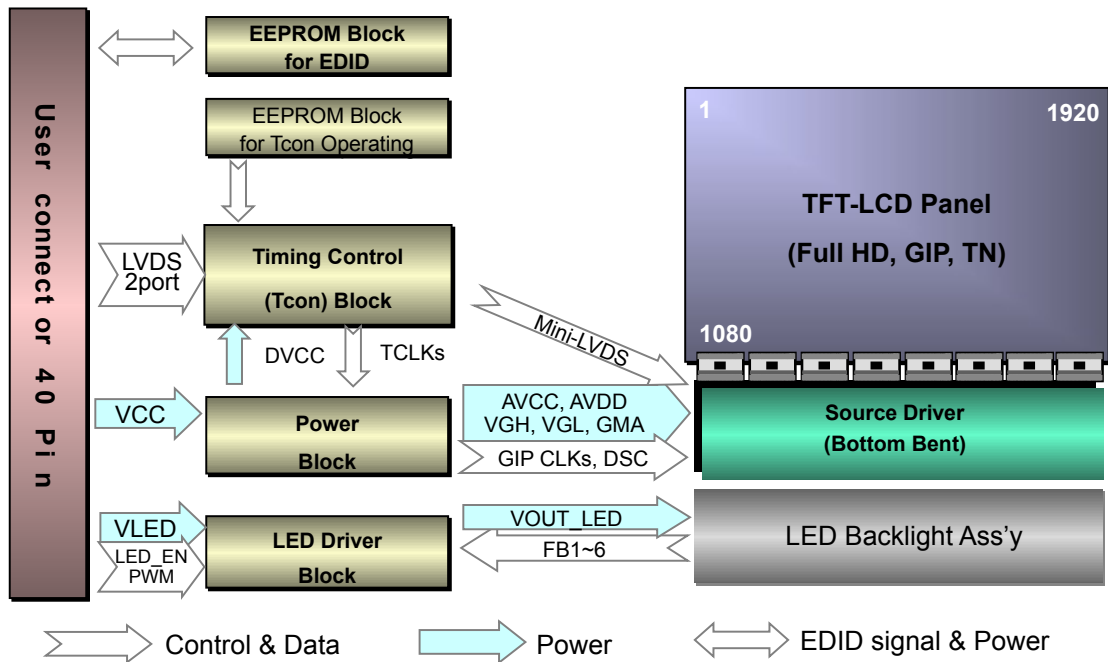 User connector 40 Pin
EEPROM Block
for EDID
EEPROM Block
for Tcon Operating
LVDS
2port
Timing Control
(Tcon) Block
DVCC
TCLKs
Mini-LVDS
VCC
Power
Block
AVCC, AVDD
VGH, VGL, GMA
GIP CLKs, DSC
VLED
LED_EN
PWM
LED Driver
Block
VOUT_LED
FB1~6
1
1920
TFT-LCD Panel
(Full HD, GIP, TN)
1080
Source Driver
(Bottom Bent)
LED Backlight Ass’y
Control & Data
Power
EDID signal & Power